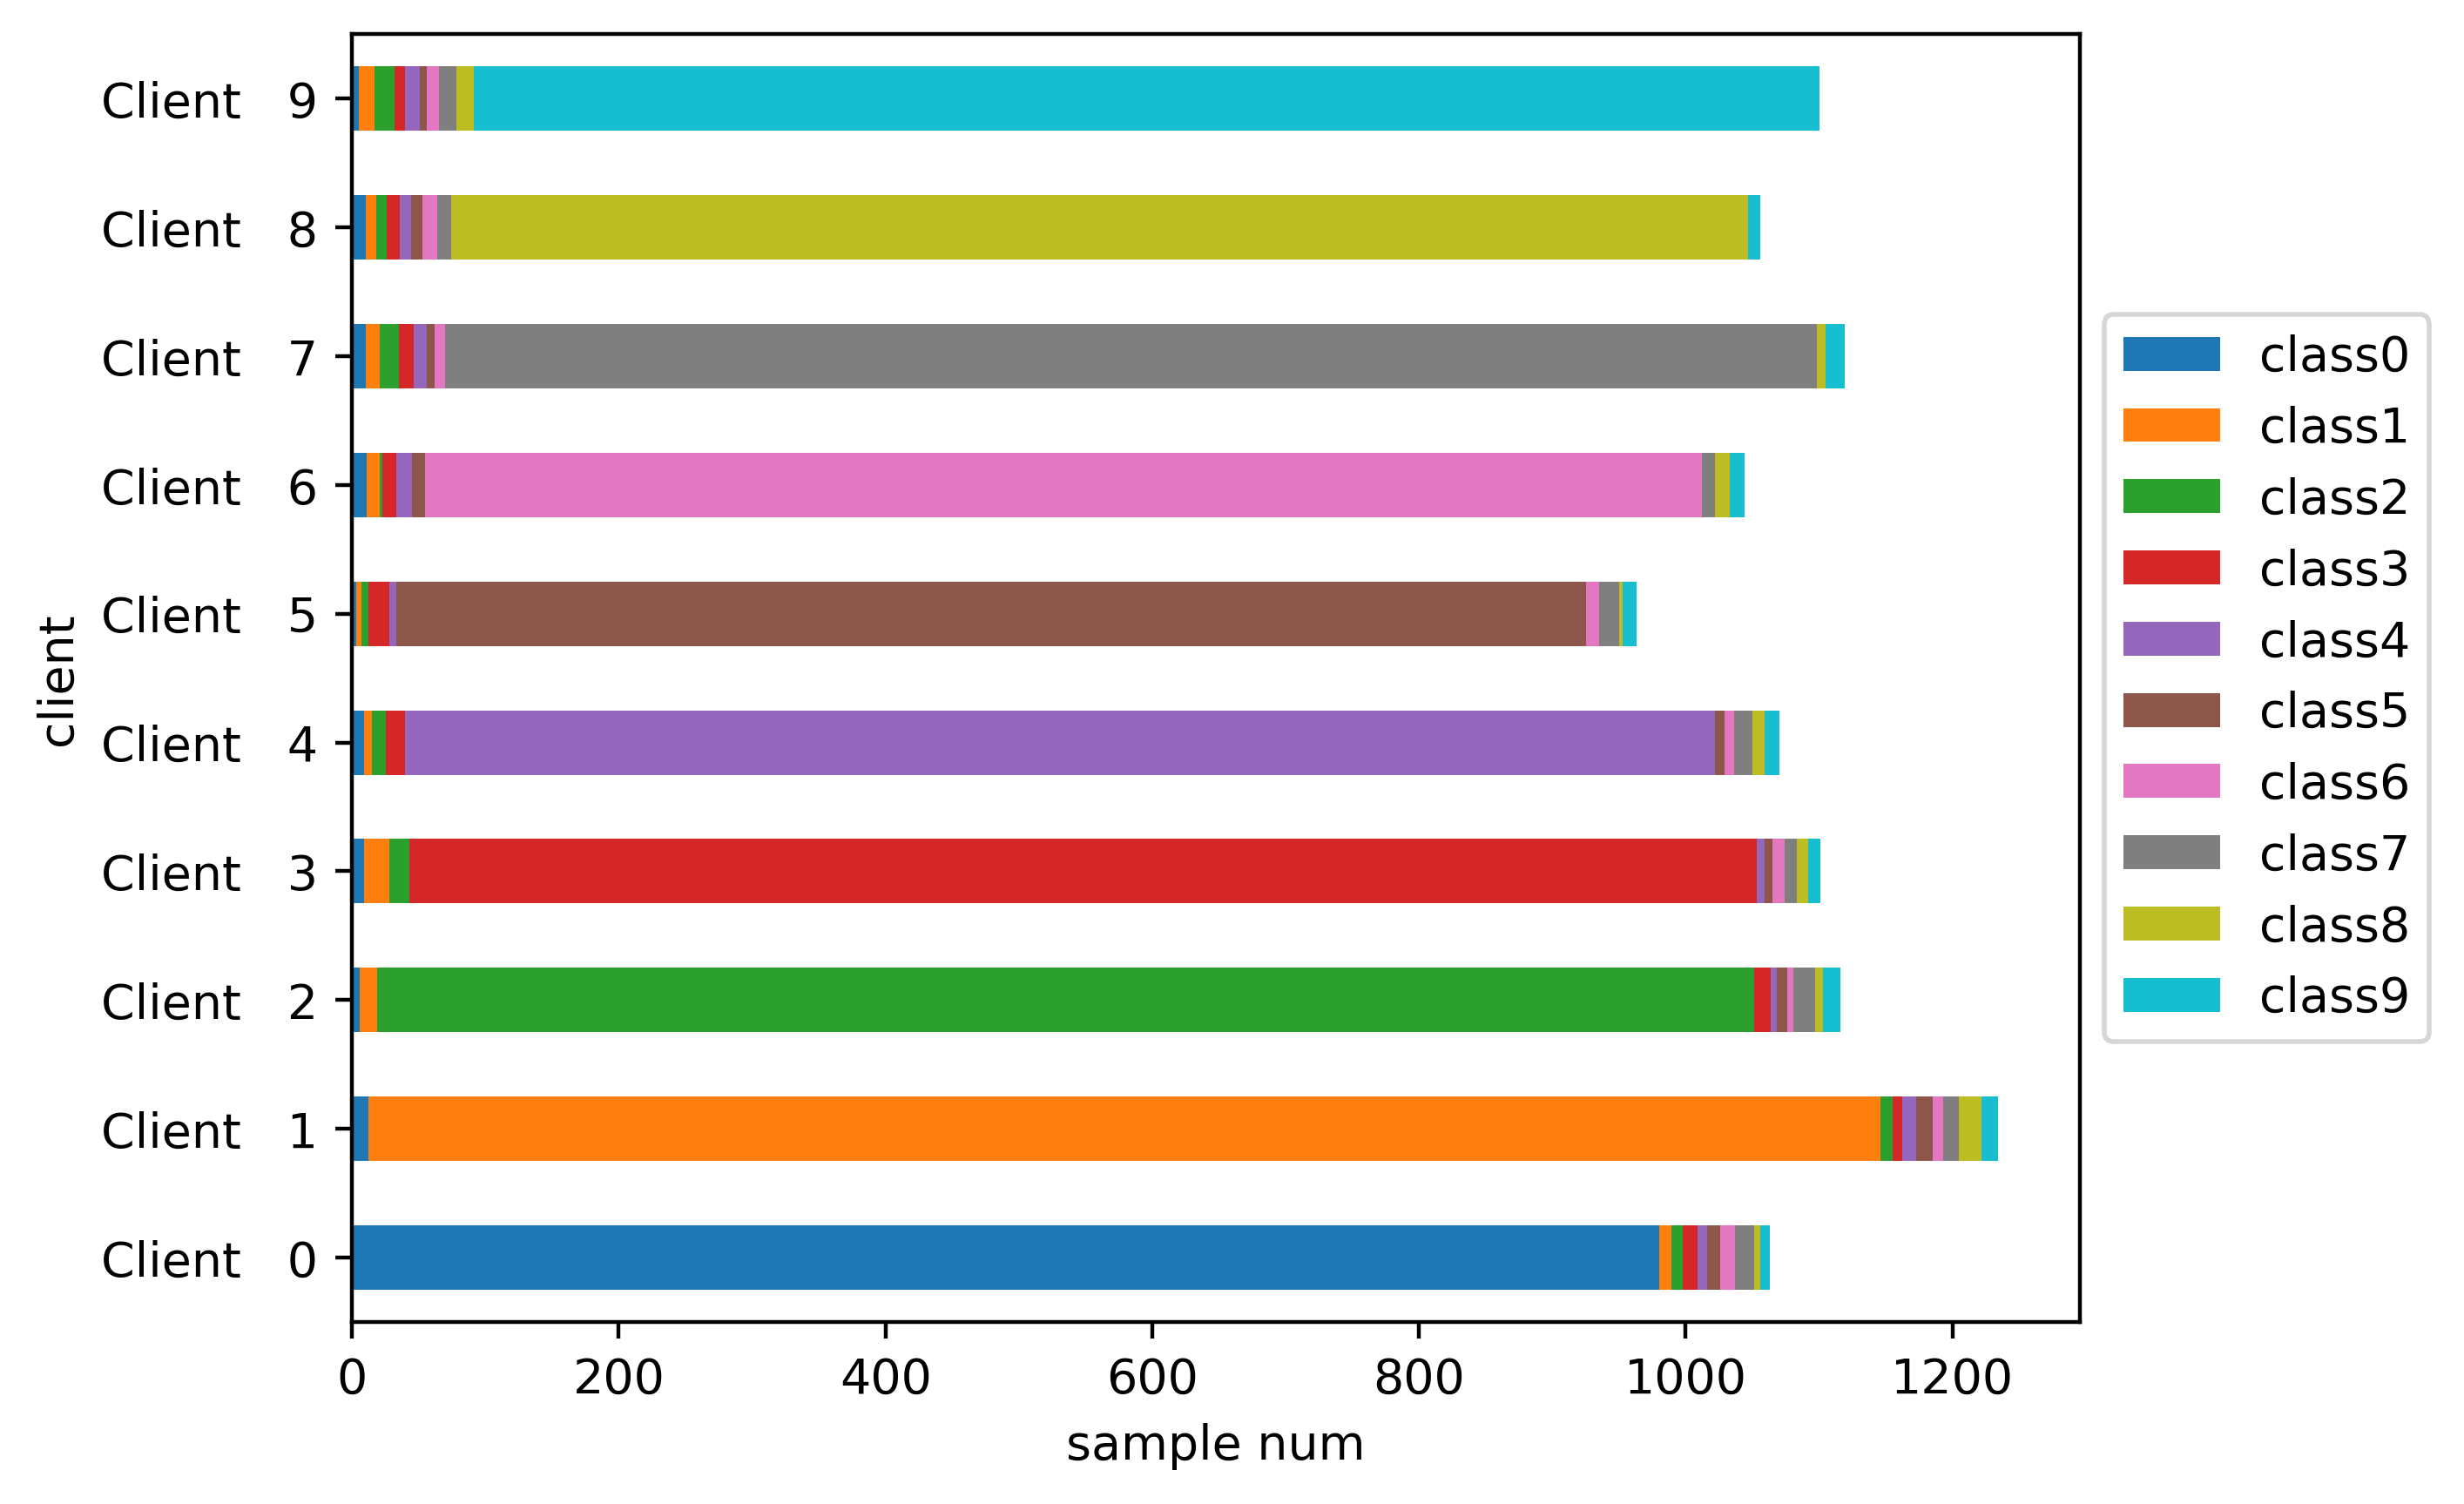 Client 9
Client 8
Client 7
Client 6
Client 5
Client 4
Client 3
Client 2
Client 1
Client 0
client
0 200 400 600 800 1000 1200
sample num
class0
class1
class2
class3
class4
class5
class6
class7
class8
class9